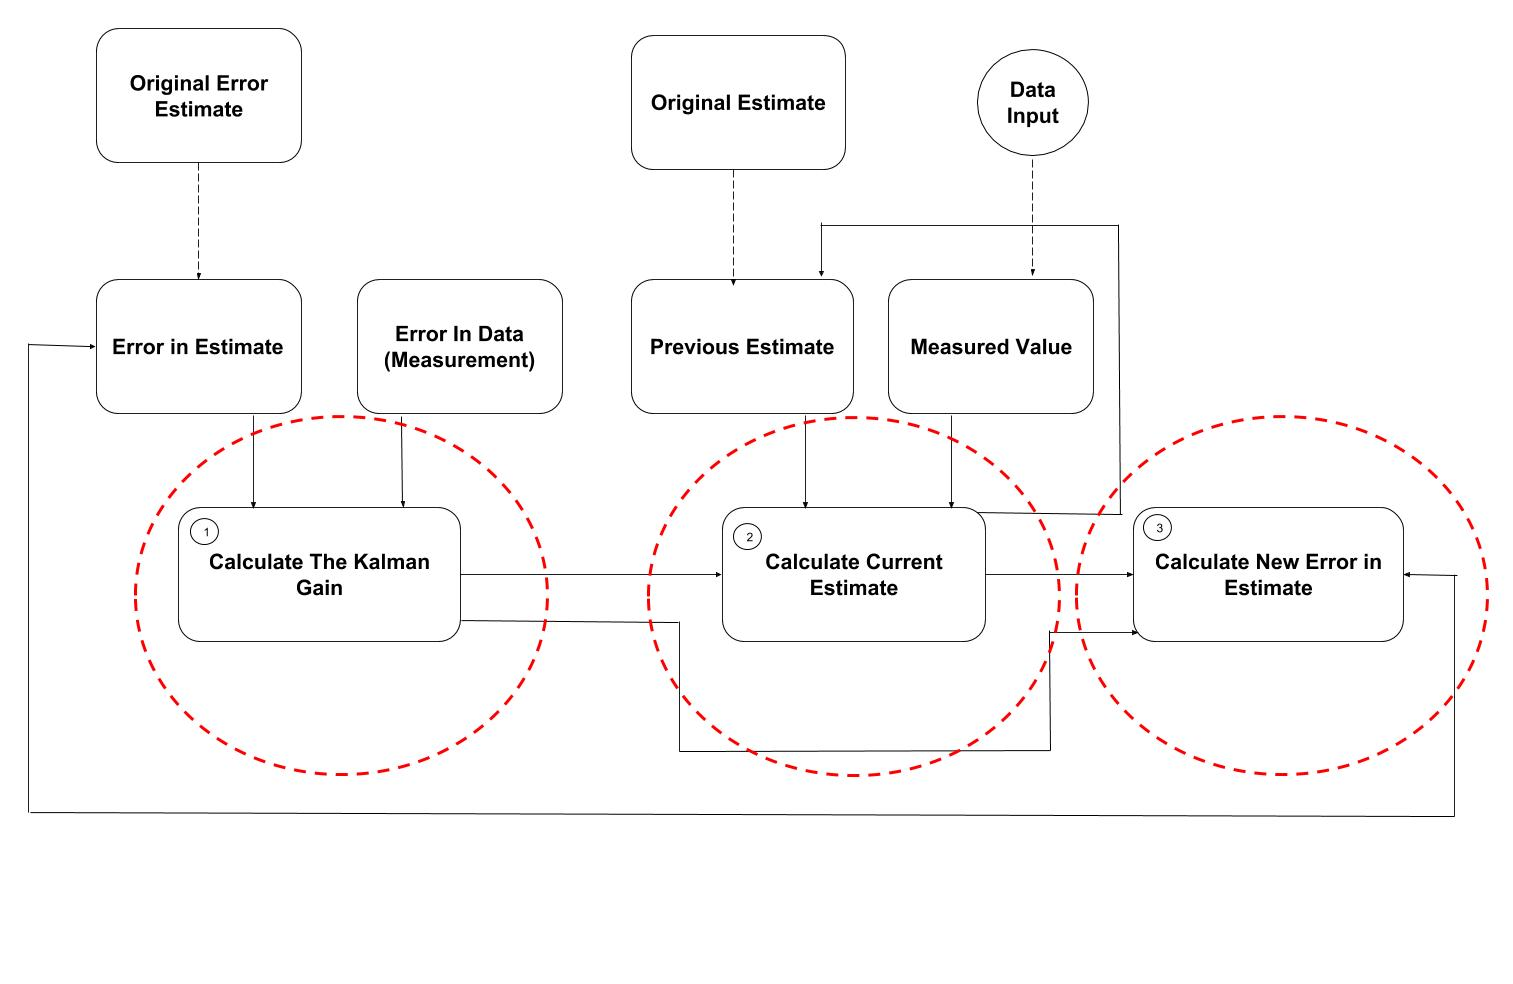 Original Error
Estimate
Original Estimate
Data
Input
Error in Estimate
Error In Data
(Measurement)
Previous Estimate
Measured Value
1
Calculate The Kalman
Gain
2
Calculate Current
Estimate
3
Calculate New Error in
Estimate